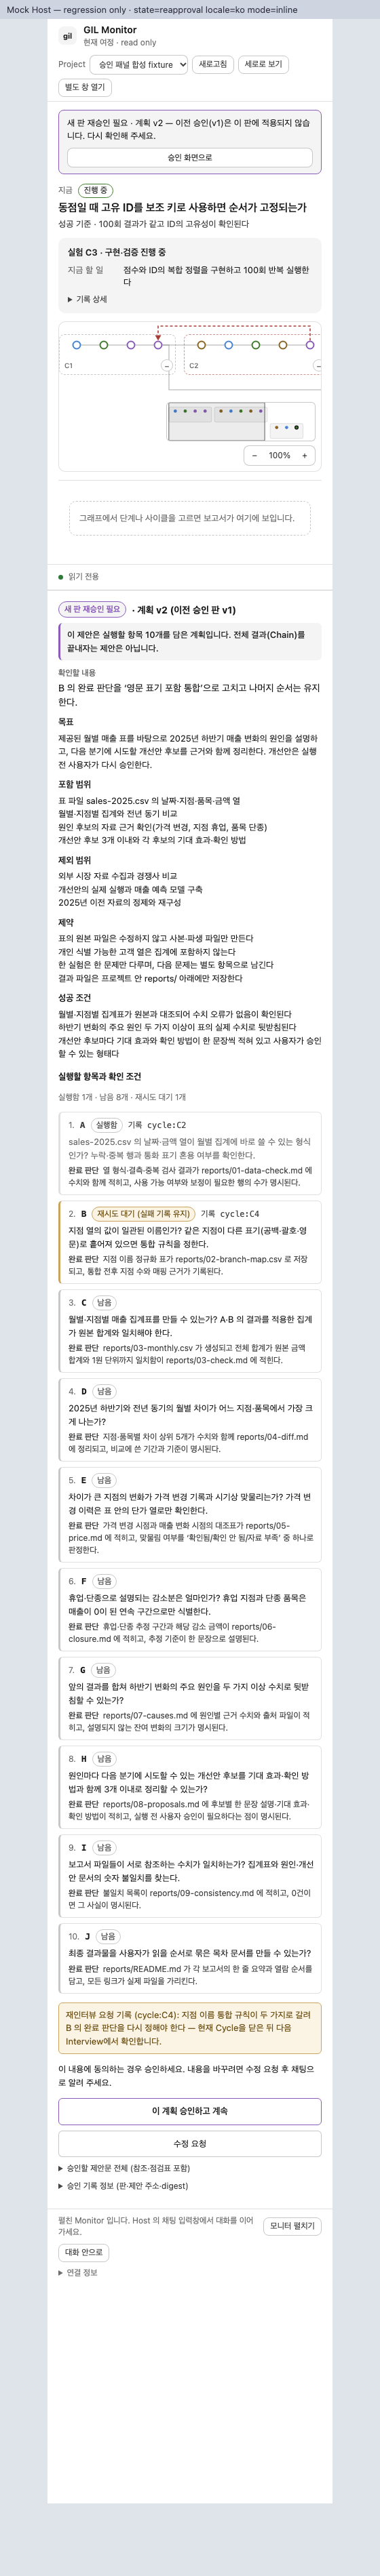 Mock Host — regression only · state=reapproval locale=ko mode=inline
gil
GIL Monitor
현재 여정 · read only
Project
승인 패널 합성 fixture
새로고침
세로로 보기
별도 창 열기
새 판 재승인 필요 · 계획 v2 — 이전 승인(v1)은 이 판에 적용되지 않습니
다. 다시 확인해 주세요.
승인 화면으로
지금 진행 중
동점일 때 고유 ID를 보조 키로 사용하면 순서가 고정되는가
성공 기준 · 100회 결과가 같고 ID의 고유성이 확인된다
실험 C3 · 구현·검증 진행 중
지금 할 일
점수와 ID의 복합 정렬을 구현하고 100회 반복 실행한
다
▶ 기록 상세
C1
–
C2
–
− 100% +
그래프에서 단계나 사이클을 고르면 보고서가 여기에 보입니다.
읽기 전용
새 판 재승인 필요 · 계획 v2 (이전 승인 판 v1)
이 제안은 실행할 항목 10개를 담은 계획입니다. 전체 결과(Chain)를
끝내자는 제안은 아닙니다.
확인할 내용
B 의 완료 판단을 ‘영문 표기 포함 통합’으로 고치고 나머지 순서는 유지
한다.
목표
제공된 월별 매출 표를 바탕으로 2025년 하반기 매출 변화의 원인을 설명하
고, 다음 분기에 시도할 개선안 후보를 근거와 함께 정리한다. 개선안은 실행
전 사용자가 다시 승인한다.
포함 범위
표 파일 sales-2025.csv 의 날짜·지점·품목·금액 열
월별·지점별 집계와 전년 동기 비교
원인 후보의 자료 근거 확인(가격 변경, 지점 휴업, 품목 단종)
개선안 후보 3개 이내와 각 후보의 기대 효과·확인 방법
제외 범위
외부 시장 자료 수집과 경쟁사 비교
개선안의 실제 실행과 매출 예측 모델 구축
2025년 이전 자료의 정제와 재구성
제약
표의 원본 파일은 수정하지 않고 사본·파생 파일만 만든다
개인 식별 가능한 고객 열은 집계에 포함하지 않는다
한 실험은 한 문제만 다루며, 다음 문제는 별도 항목으로 남긴다
결과 파일은 프로젝트 안 reports/ 아래에만 저장한다
성공 조건
월별·지점별 집계표가 원본과 대조되어 수치 오류가 없음이 확인된다
하반기 변화의 주요 원인 두 가지 이상이 표의 실제 수치로 뒷받침된다
개선안 후보마다 기대 효과와 확인 방법이 한 문장씩 적혀 있고 사용자가 승인
할 수 있는 형태다
실행할 항목과 확인 조건
실행함 1개 · 남음 8개 · 재시도 대기 1개
1. A 실행함 기록 cycle:C2
sales-2025.csv 의 날짜·금액 열이 월별 집계에 바로 쓸 수 있는 형식
인가? 누락·중복 행과 통화 표기 혼용 여부를 확인한다.
완료 판단 열 형식·결측·중복 검사 결과가 reports/01-data-check.md 에
수치와 함께 적히고, 사용 가능 여부와 보정이 필요한 행의 수가 명시된다.
2. B 재시도 대기 (실패 기록 유지) 기록 cycle:C4
지점 열의 값이 일관된 이름인가? 같은 지점이 다른 표기(공백·괄호·영
문)로 흩어져 있으면 통합 규칙을 정한다.
완료 판단 지점 이름 정규화 표가 reports/02-branch-map.csv 로 저장
되고, 통합 전후 지점 수와 매핑 근거가 기록된다.
3. C 남음
월별·지점별 매출 집계표를 만들 수 있는가? A·B 의 결과를 적용한 집계
가 원본 합계와 일치해야 한다.
완료 판단 reports/03-monthly.csv 가 생성되고 전체 합계가 원본 금액
합계와 1원 단위까지 일치함이 reports/03-check.md 에 적힌다.
4. D 남음
2025년 하반기와 전년 동기의 월별 차이가 어느 지점·품목에서 가장 크
게 나는가?
완료 판단 지점·품목별 차이 상위 5개가 수치와 함께 reports/04-diff.md
에 정리되고, 비교에 쓴 기간과 기준이 명시된다.
5. E 남음
차이가 큰 지점의 변화가 가격 변경 기록과 시기상 맞물리는가? 가격 변
경 이력은 표 안의 단가 열로만 확인한다.
완료 판단 가격 변경 시점과 매출 변화 시점의 대조표가 reports/05-
price.md 에 적히고, 맞물림 여부를 ‘확인됨/확인 안 됨/자료 부족’ 중 하나로
판정한다.
6. F 남음
휴업·단종으로 설명되는 감소분은 얼마인가? 휴업 지점과 단종 품목은
매출이 0이 된 연속 구간으로만 식별한다.
완료 판단 휴업·단종 추정 구간과 해당 감소 금액이 reports/06-
closure.md 에 적히고, 추정 기준이 한 문장으로 설명된다.
7. G 남음
앞의 결과를 합쳐 하반기 변화의 주요 원인을 두 가지 이상 수치로 뒷받
침할 수 있는가?
완료 판단 reports/07-causes.md 에 원인별 근거 수치와 출처 파일이 적
히고, 설명되지 않는 잔여 변화의 크기가 명시된다.
8. H 남음
원인마다 다음 분기에 시도할 수 있는 개선안 후보를 기대 효과·확인 방
법과 함께 3개 이내로 정리할 수 있는가?
완료 판단 reports/08-proposals.md 에 후보별 한 문장 설명·기대 효과·
확인 방법이 적히고, 실행 전 사용자 승인이 필요하다는 점이 명시된다.
9. I 남음
보고서 파일들이 서로 참조하는 수치가 일치하는가? 집계표와 원인·개선
안 문서의 숫자 불일치를 찾는다.
완료 판단 불일치 목록이 reports/09-consistency.md 에 적히고, 0건이
면 그 사실이 명시된다.
10. J 남음
최종 결과물을 사용자가 읽을 순서로 묶은 목차 문서를 만들 수 있는가?
완료 판단 reports/README.md 가 각 보고서의 한 줄 요약과 열람 순서를
담고, 모든 링크가 실제 파일을 가리킨다.
재인터뷰 요청 기록 (cycle:C4): 지점 이름 통합 규칙이 두 가지로 갈려
B 의 완료 판단을 다시 정해야 한다 — 현재 Cycle을 닫은 뒤 다음
Interview에서 확인합니다.
이 내용에 동의하면 경우 승인하세요. 내용을 바꾸려면 수정 요청 후 채팅으
로 알려 주세요.
이 계획 승인하고 계속
수정 요청
▶ 승인할 제안문 전체 (참조·점검표 포함)
▶ 승인 기록 정보 (판·제안 주소·digest)
펼친 Monitor 입니다. Host 의 채팅 입력창에서 대화를 이어
가세요.
모니터 펼치기
대화 안으로
▶ 연결 정보